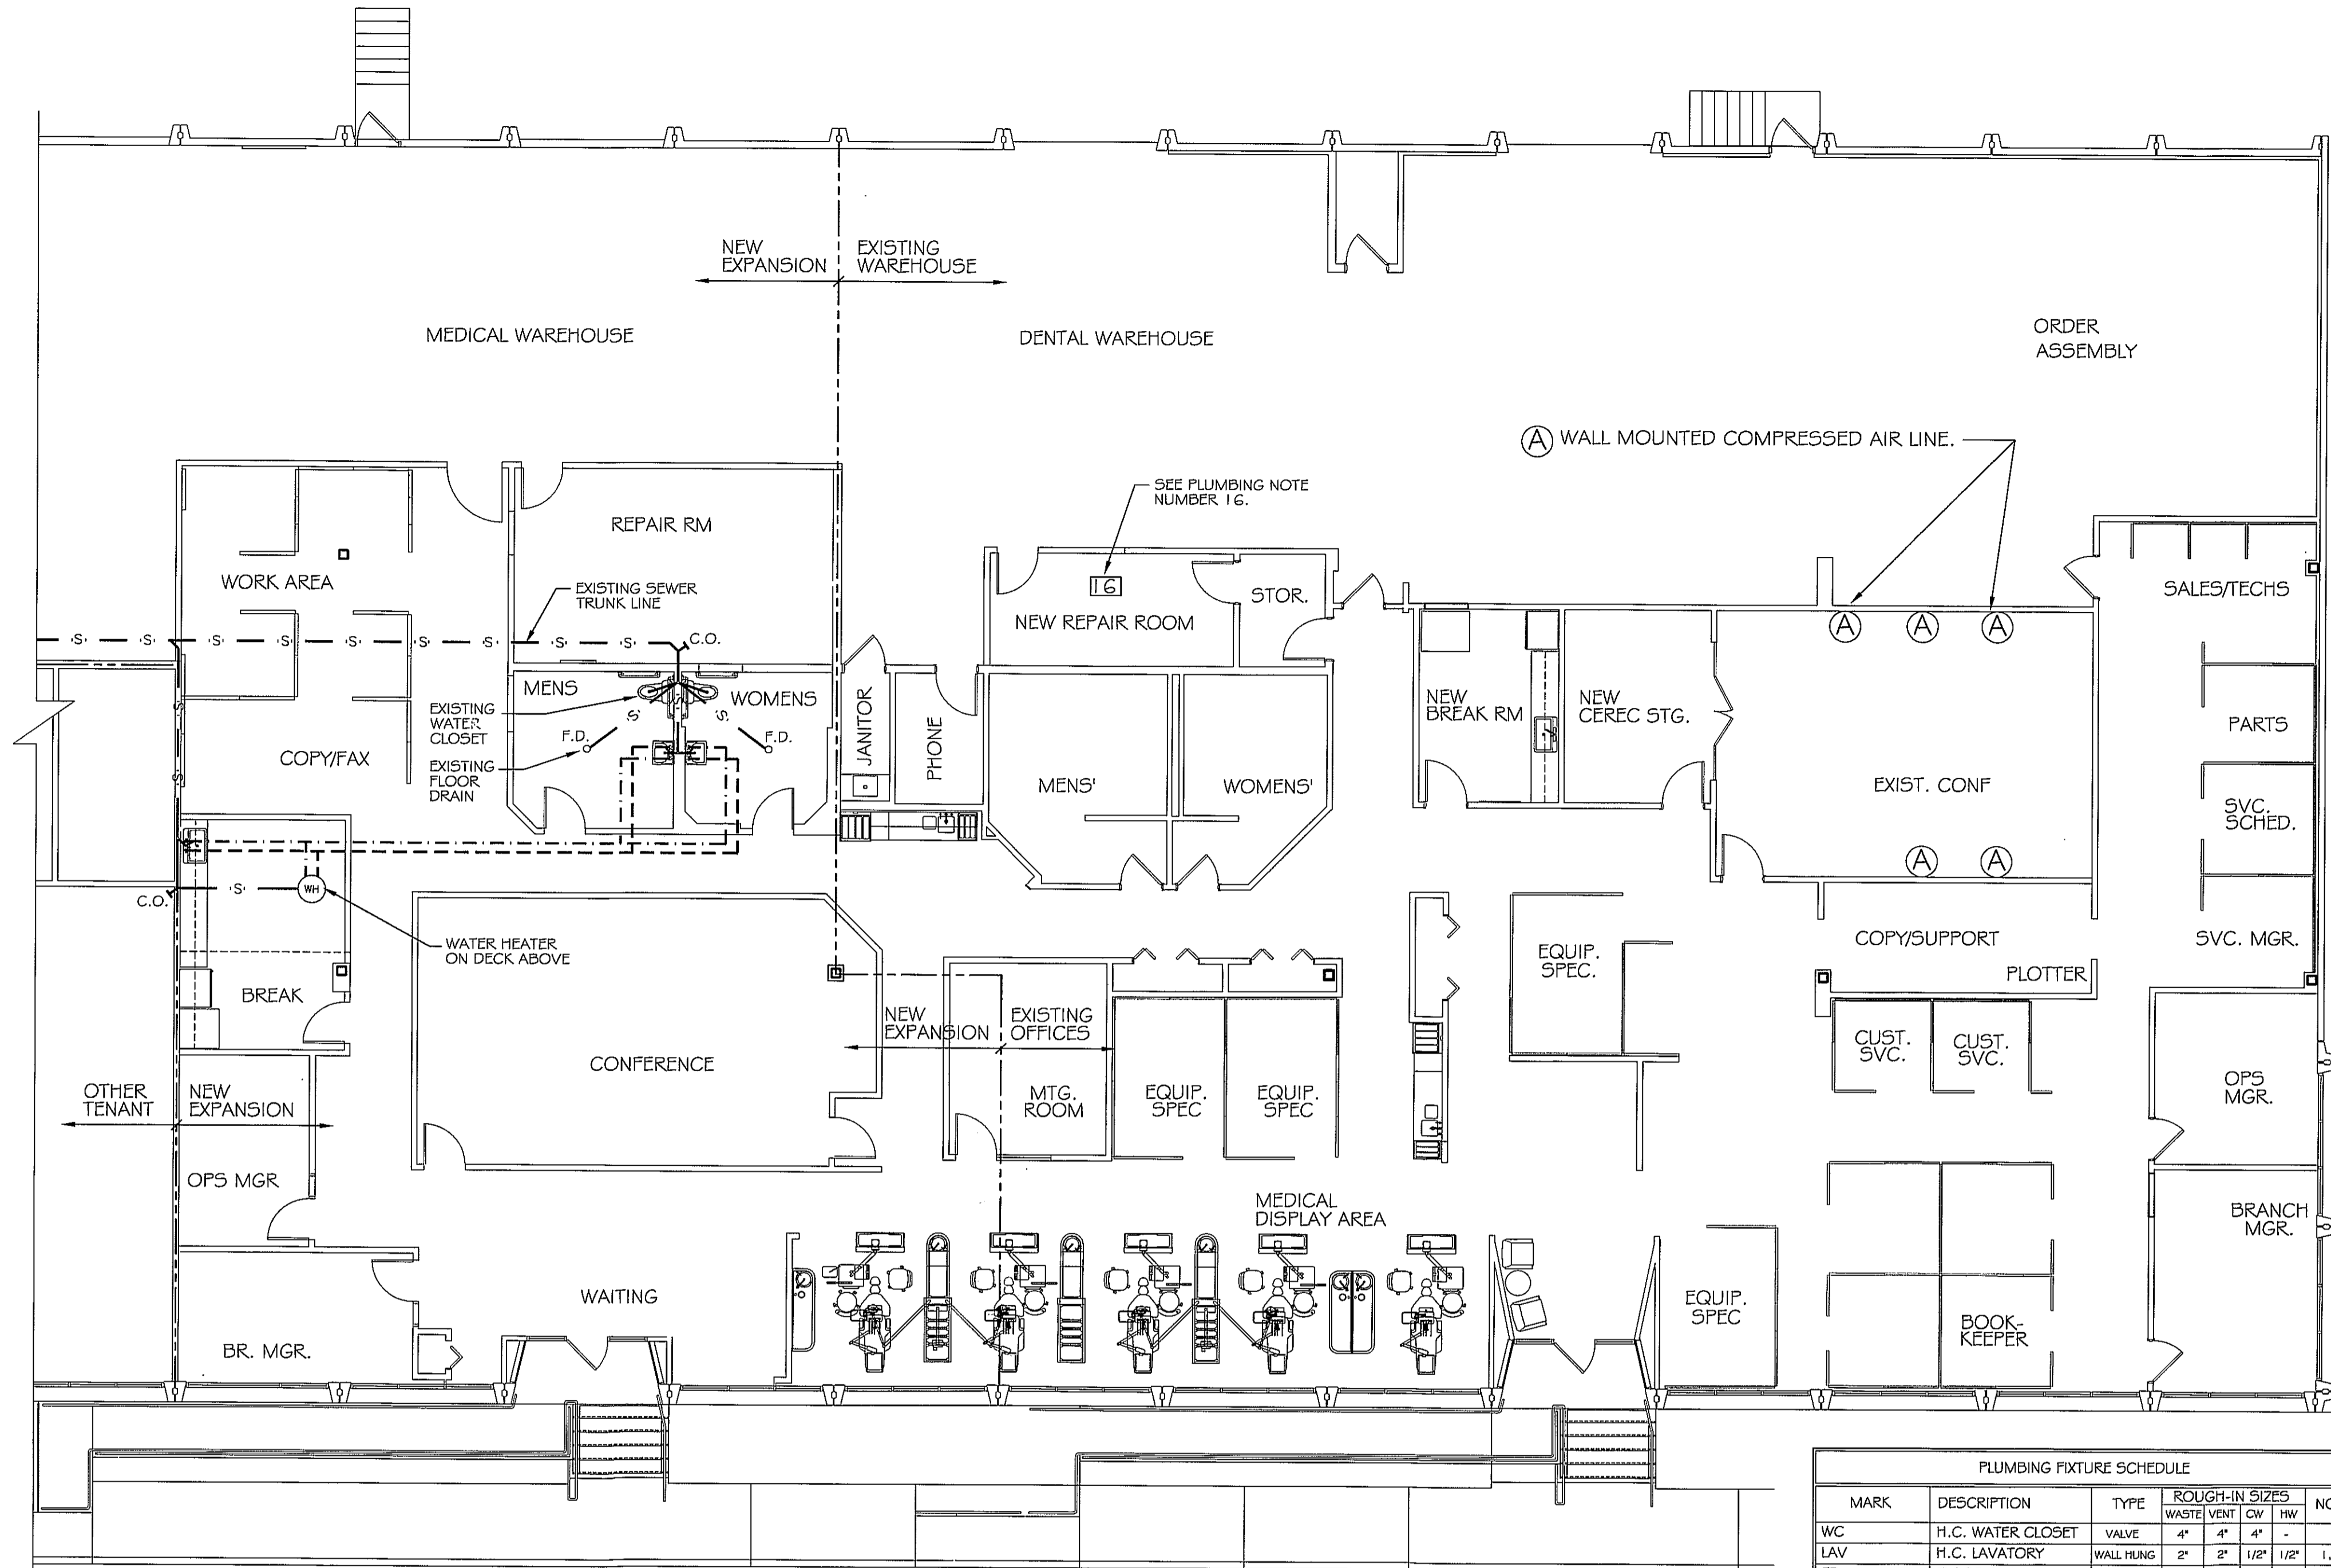 NEW
EXPANSION
EXISTING
WAREHOUSE
MEDICAL WAREHOUSE
DENTAL WAREHOUSE
ORDER
ASSEMBLY
Ⓐ WALL MOUNTED COMPRESSED AIR LINE.
SEE PLUMBING NOTE
NUMBER 16.
16
REPAIR RM
WORK AREA
EXISTING SEWER
TRUNK LINE
NEW REPAIR ROOM
STOR.
SALES/TECHS
'S' 'S' 'S' 'S' 'S' 'S' 'S' 'S' 'S'
C.O.
A A A
MENS
WOMENS
EXISTING
WATER
CLOSET
'S' 'S'
F.D.
F.D.
EXISTING
FLOOR
DRAIN
'S'
'S'
COPY/FAX
JANITOR
PHONE
MENS'
WOMENS'
NEW
BREAK RM
NEW
CEREC STG.
EXIST. CONF
PARTS
SVC.
SCHED.
A A
C.O.
'S'
WH
WATER HEATER
ON DECK ABOVE
BREAK
COPY/SUPPORT
PLOTTER
SVC. MGR.
EQUIP.
SPEC.
NEW
EXPANSION
EXISTING
OFFICES
CONFERENCE
MTG.
ROOM
EQUIP.
SPEC
EQUIP.
SPEC
CUST.
SVC.
CUST.
SVC.
OPS
MGR.
OTHER
TENANT
NEW
EXPANSION
OPS MGR
MEDICAL
DISPLAY AREA
BRANCH
MGR.
WAITING
BR. MGR.
EQUIP.
SPEC
BOOK-
KEEPER
PLUMBING FIXTURE SCHEDULE
MARK DESCRIPTION TYPE ROUGH-IN SIZES
WASTE VENT CW HW
WC H.C. WATER CLOSET VALVE 4" 4" 4" -
LAV H.C. LAVATORY WALL HUNG 2" 2" 1/2" 1/2"